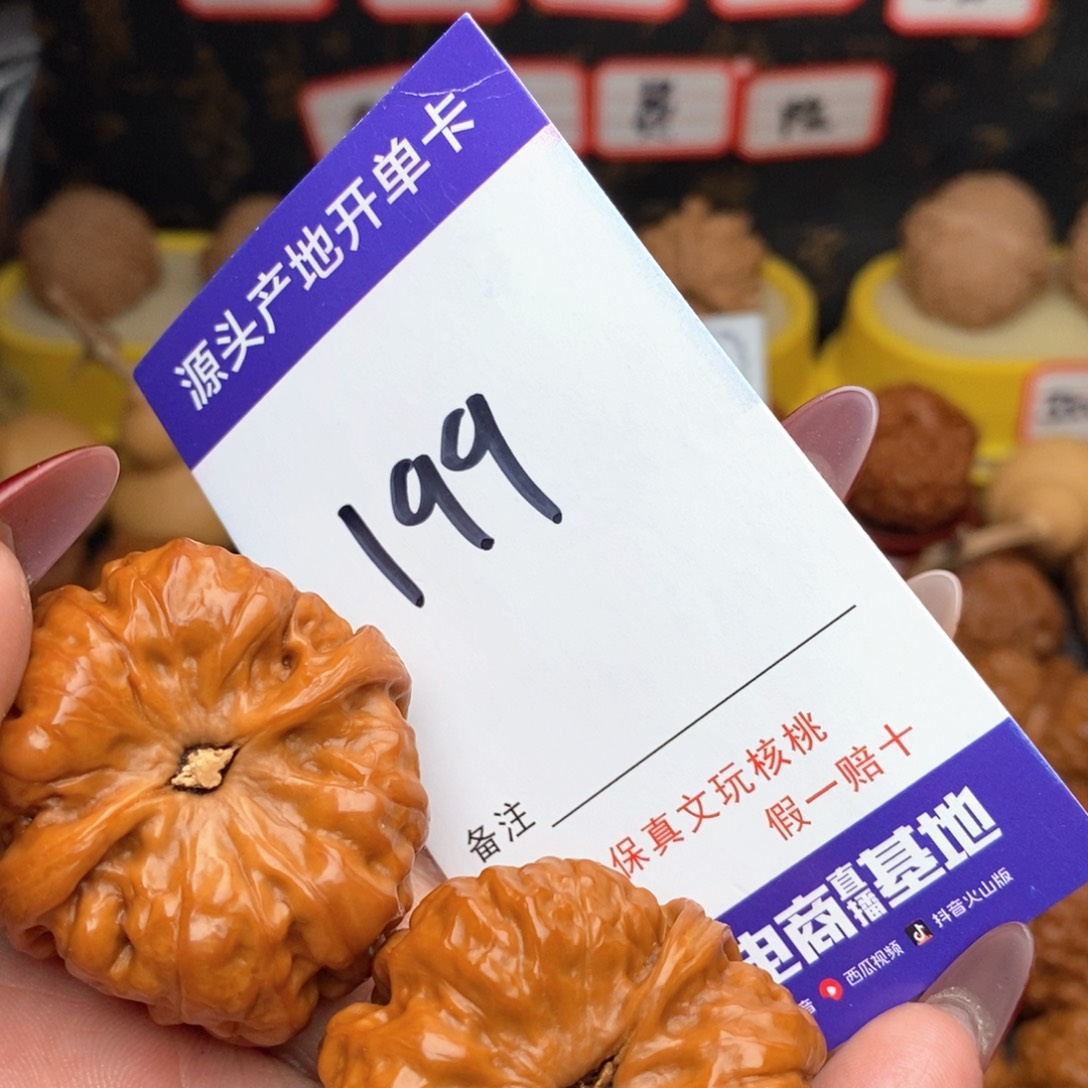 源头产地开单卡
199
备注
保真文玩核桃
假一赔十
电商直播基地
音 西瓜视频 抖音火山版